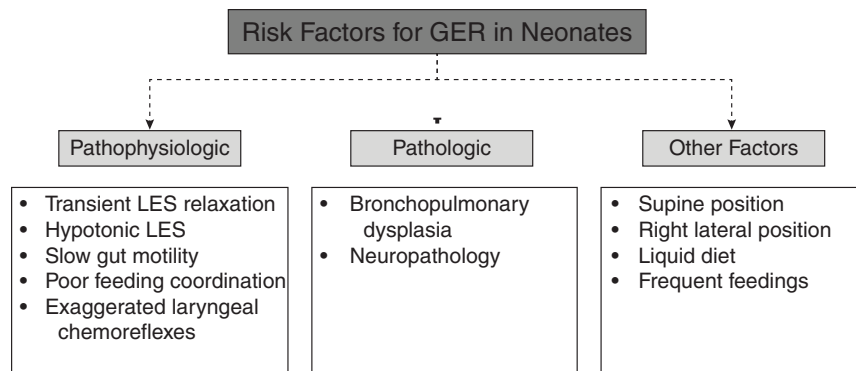 Risk Factors for GER in Neonates
Pathophysiologic
• Transient LES relaxation
• Hypotonic LES
• Slow gut motility
• Poor feeding coordination
• Exaggerated laryngeal
chemoreflexes
Pathologic
• Bronchopulmonary
dysplasia
• Neuropathology
Other Factors
• Supine position
• Right lateral position
• Liquid diet
• Frequent feedings